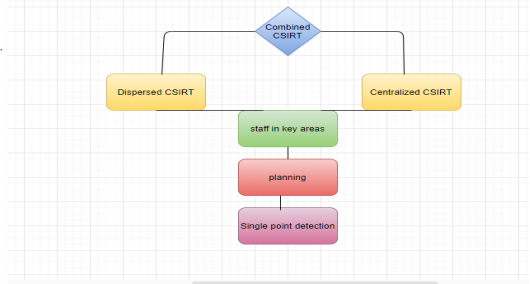 Combined
CSIRT
Dispersed CSIRT
Centralized CSIRT
staff in key areas
planning
Single point detection